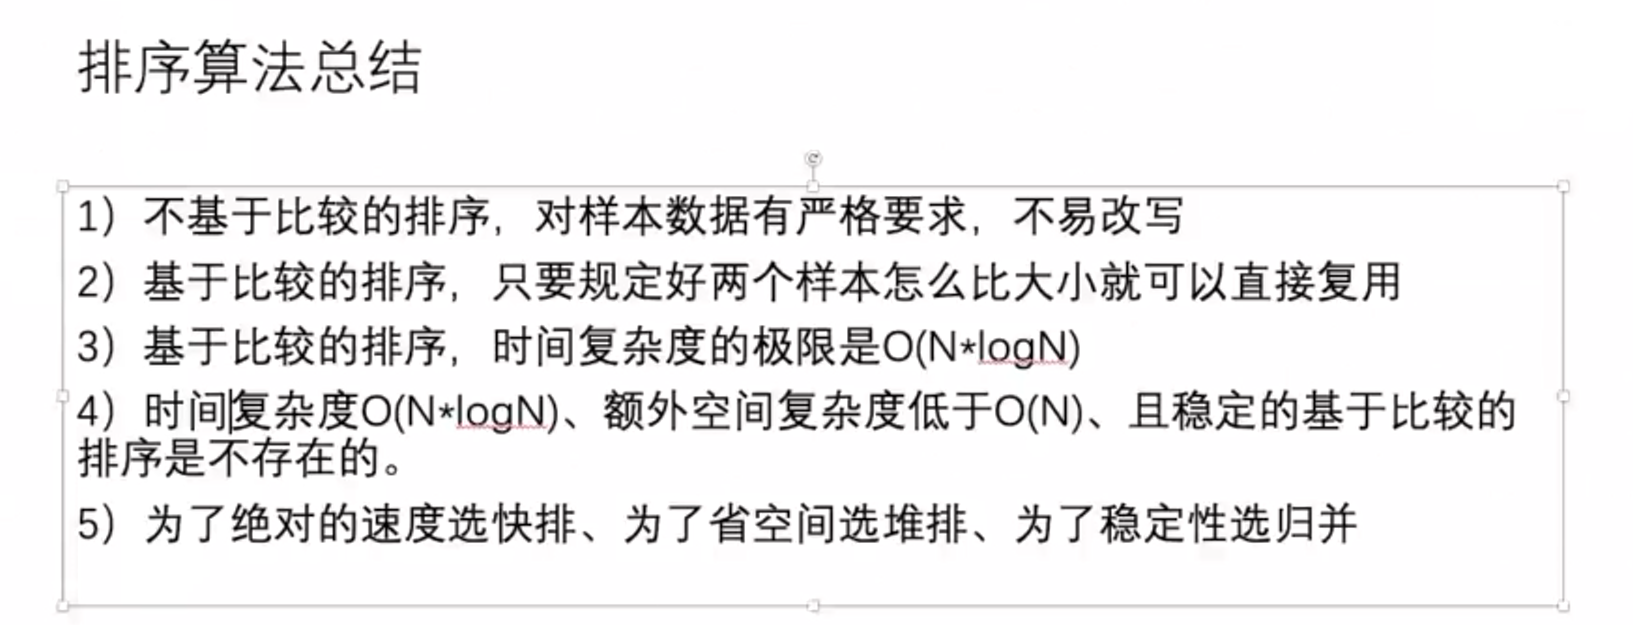 排序算法总结
1）不基于比较的排序，对样本数据有严格要求，不易改写
2）基于比较的排序，只要规定好两个样本怎么比大小就可以直接复用
3）基于比较的排序，时间复杂度的极限是O(N*logN)
4）时间复杂度O(N*logN)、额外空间复杂度低于O(N)、且稳定的基于比较的
排序是不存在的。
5）为了绝对的速度选快排、为了省空间选堆排、为了稳定性选归并